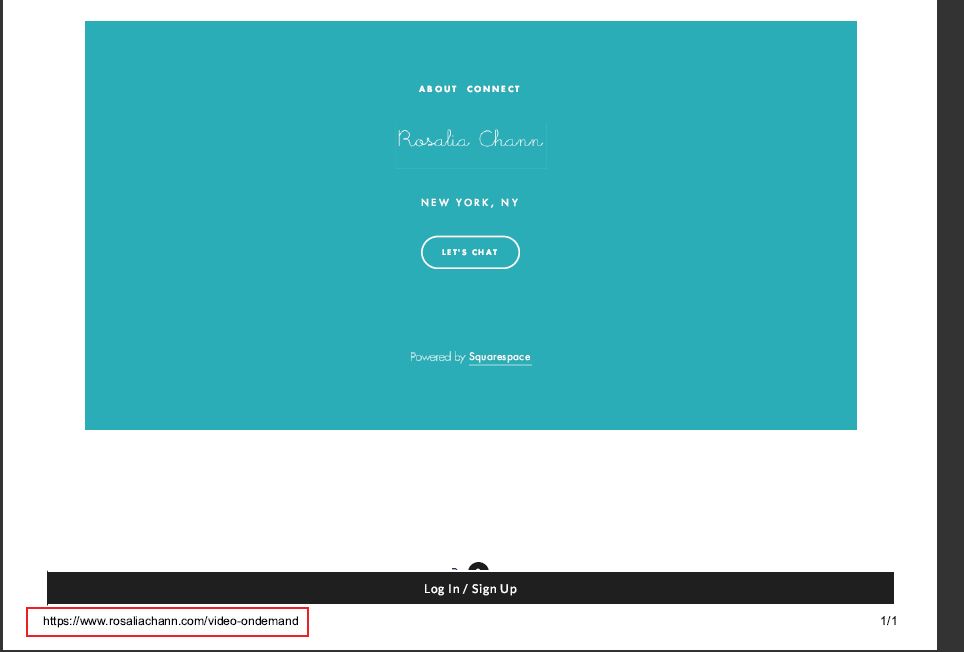 ABOUT CONNECT
Rosalia Chann
NEW YORK, NY
LET'S CHAT
Powered by Squarespace
Log In / Sign Up
https://www.rosaliachann.com/video-ondemand 1/1